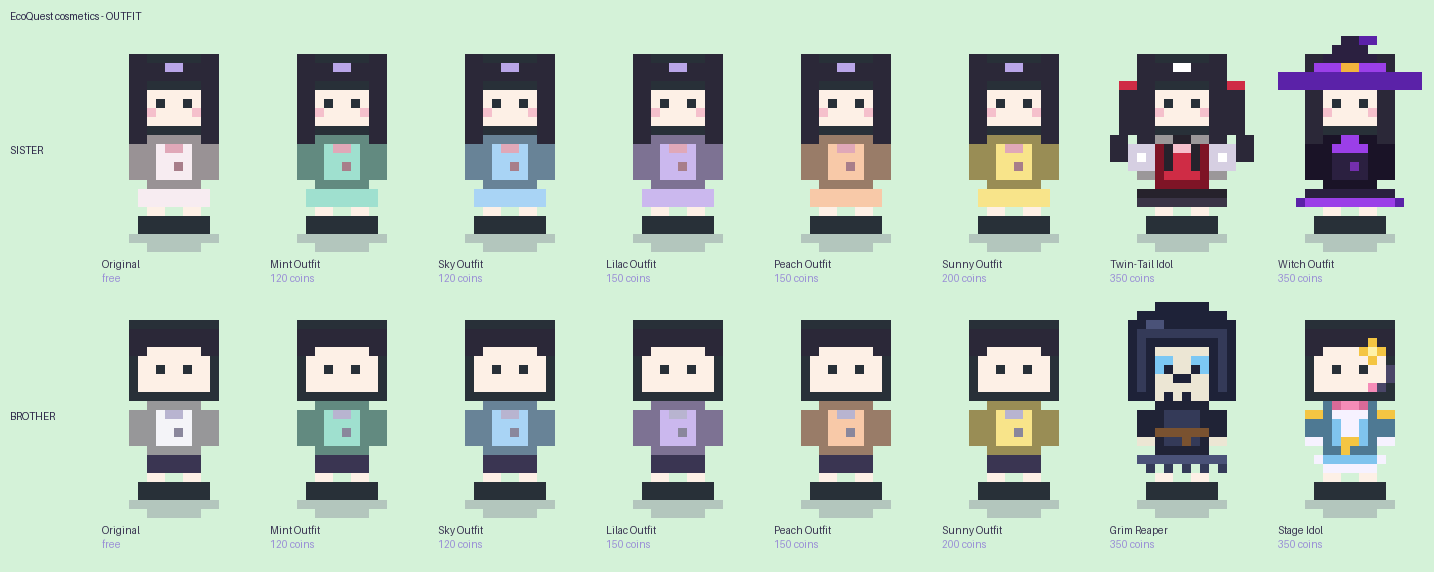 EcoQuest cosmetics - OUTFIT
SISTER
Original
free
Mint Outfit
120 coins
Sky Outfit
120 coins
Lilac Outfit
150 coins
Peach Outfit
150 coins
Sunny Outfit
200 coins
Twin-Tail Idol
350 coins
Witch Outfit
350 coins
BROTHER
Original
free
Mint Outfit
120 coins
Sky Outfit
120 coins
Lilac Outfit
150 coins
Peach Outfit
150 coins
Sunny Outfit
200 coins
Grim Reaper
350 coins
Stage Idol
350 coins